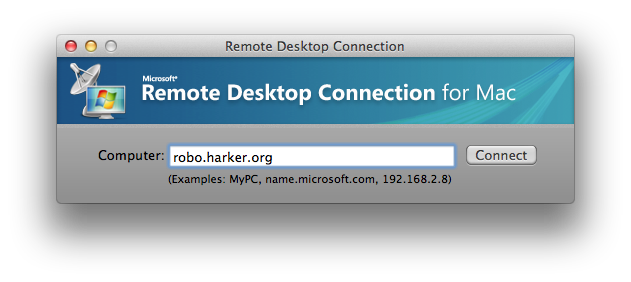 Remote Desktop Connection
Microsoft®
Remote Desktop Connection for Mac
Computer: robo.harker.org Connect
(Examples: MyPC, name.microsoft.com, 192.168.2.8)